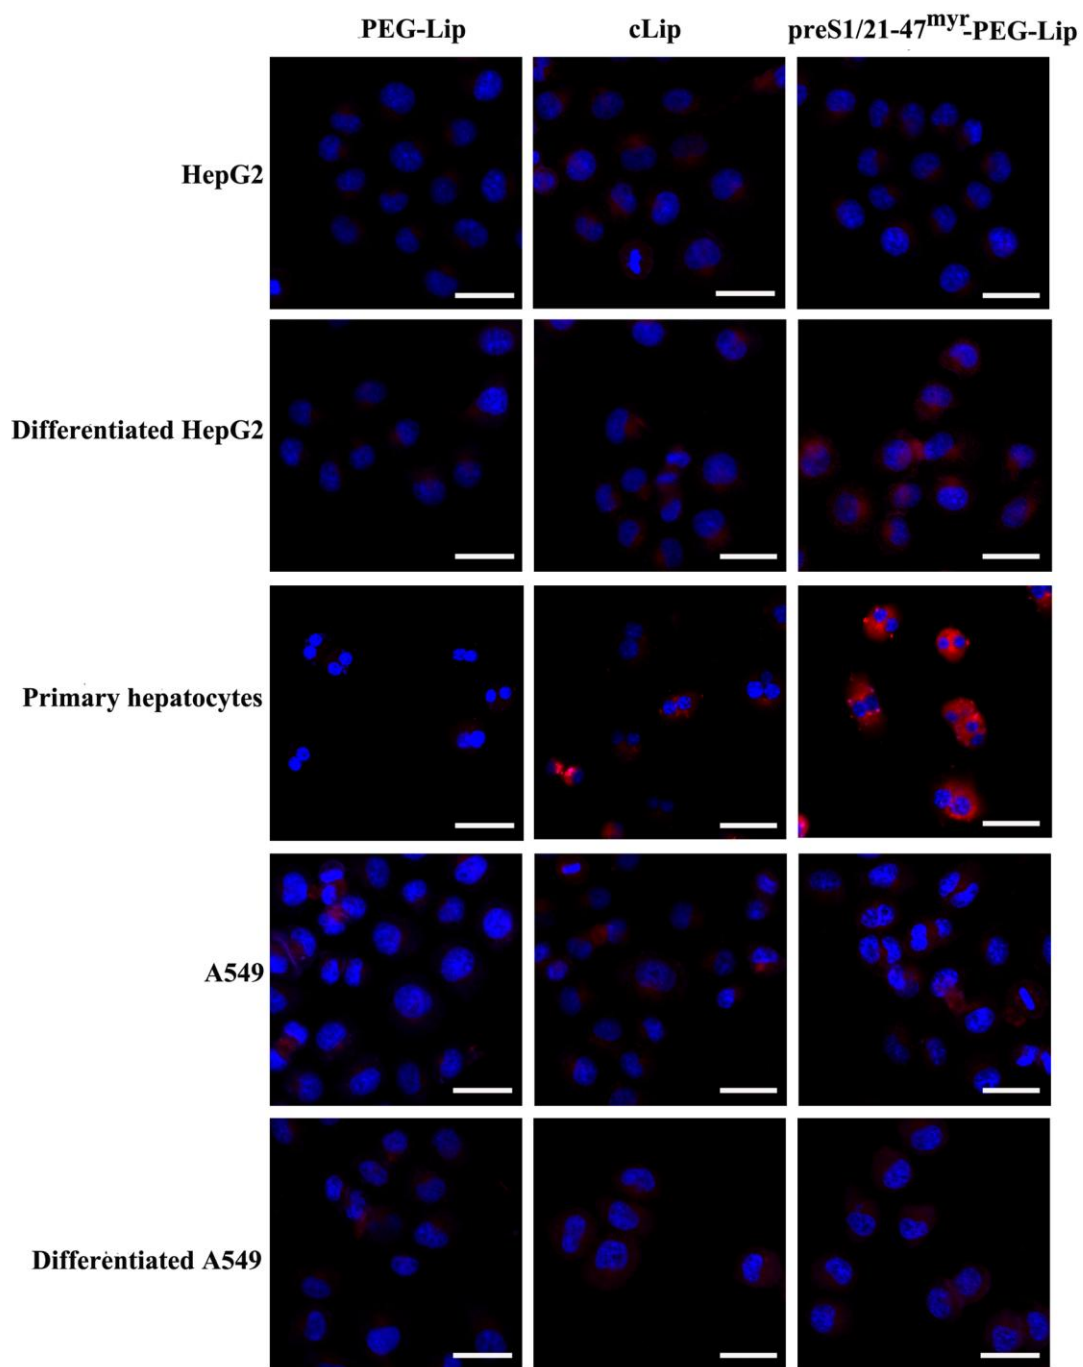 PEG-Lip cLip preS1/21-47myr-PEG-Lip
HepG2
Differentiated HepG2
Primary hepatocytes
A549
Differentiated A549